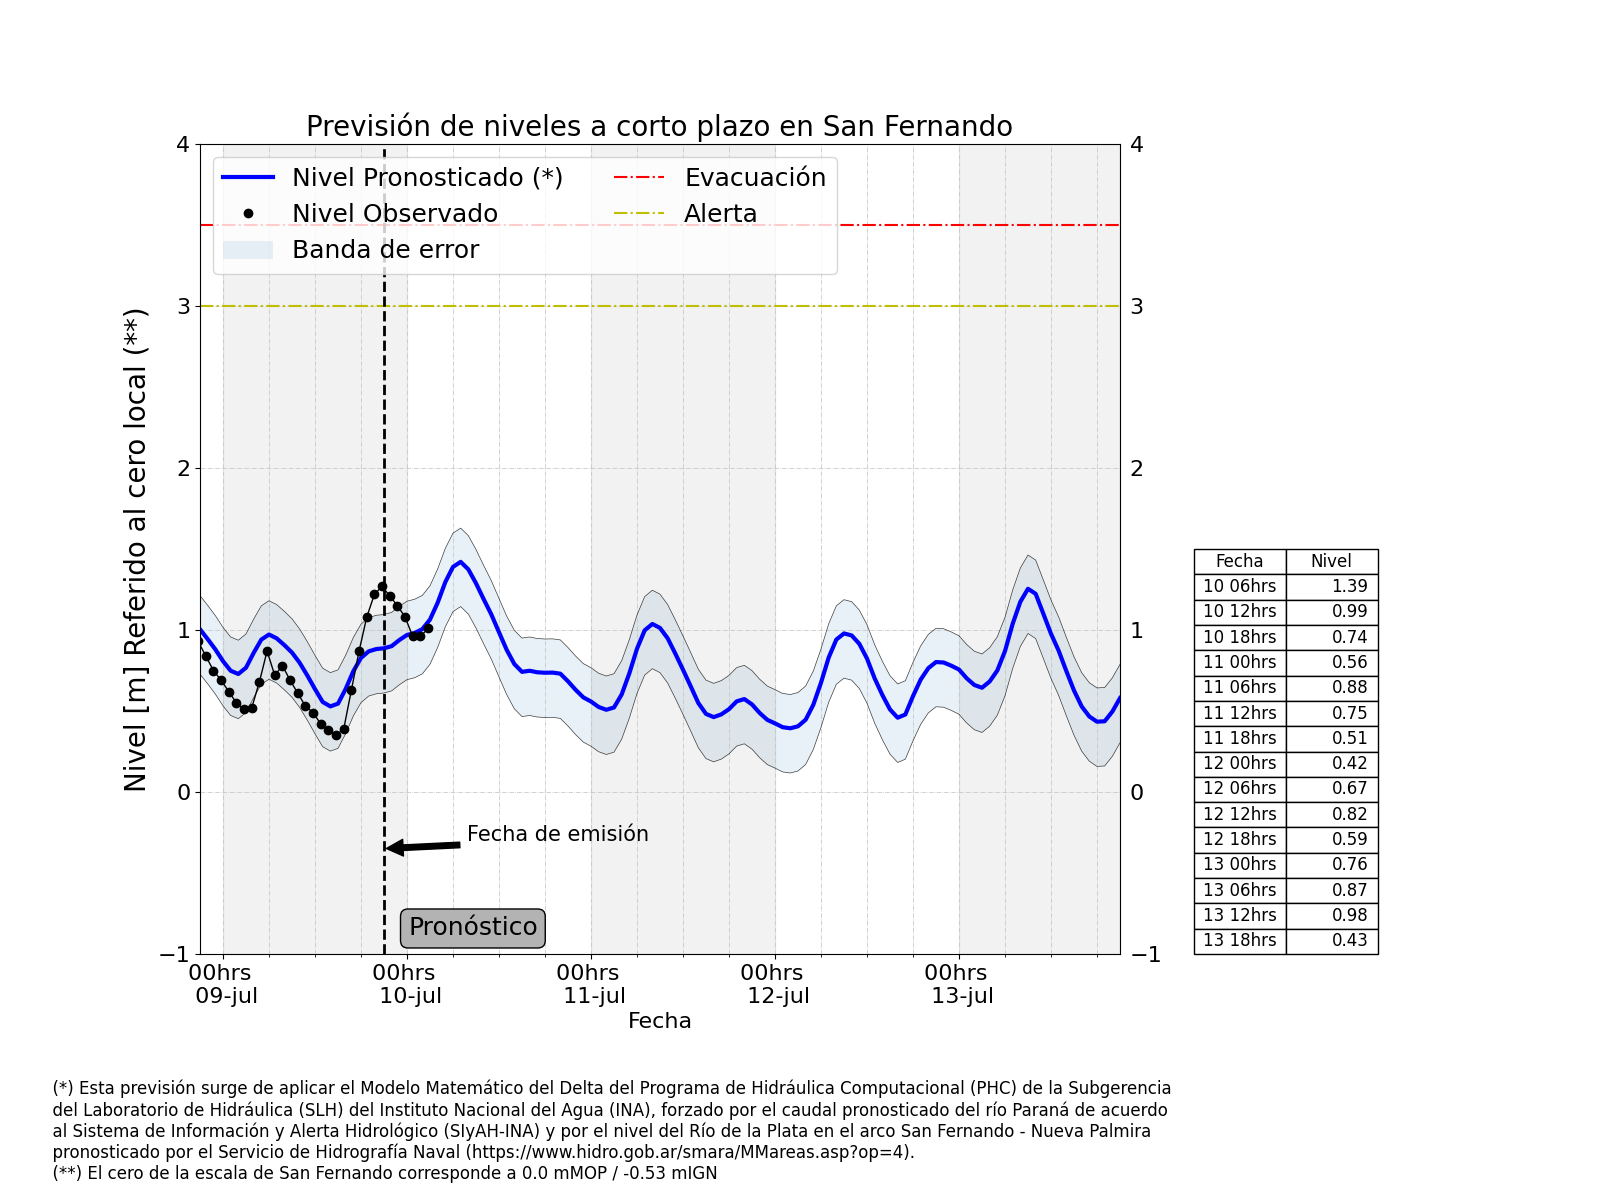 Previsión de niveles a corto plazo en San Fernando
Nivel Pronosticado (*)
Nivel Observado
Banda de error
Evacuación
Alerta
Nivel [m] Referido al cero local (**)
4
3
2
1
0
−1
4
3
2
1
0
−1
Fecha de emisión
Pronóstico
00hrs
09-jul
00hrs
10-jul
00hrs
11-jul
00hrs
12-jul
00hrs
13-jul
Fecha
Fecha Nivel
10 06hrs 1.39
10 12hrs 0.99
10 18hrs 0.74
11 00hrs 0.56
11 06hrs 0.88
11 12hrs 0.75
11 18hrs 0.51
12 00hrs 0.42
12 06hrs 0.67
12 12hrs 0.82
12 18hrs 0.59
13 00hrs 0.76
13 06hrs 0.87
13 12hrs 0.98
13 18hrs 0.43
(*) Esta previsión surge de aplicar el Modelo Matemático del Delta del Programa de Hidráulica Computacional (PHC) de la Subgerencia
del Laboratorio de Hidráulica (SLH) del Instituto Nacional del Agua (INA), forzado por el caudal pronosticado del río Paraná de acuerdo
al Sistema de Información y Alerta Hidrológico (SIyAH-INA) y por el nivel del Río de la Plata en el arco San Fernando - Nueva Palmira
pronosticado por el Servicio de Hidrografía Naval (https://www.hidro.gob.ar/smara/MMareas.asp?op=4).
(**) El cero de la escala de San Fernando corresponde a 0.0 mMOP / -0.53 mIGN